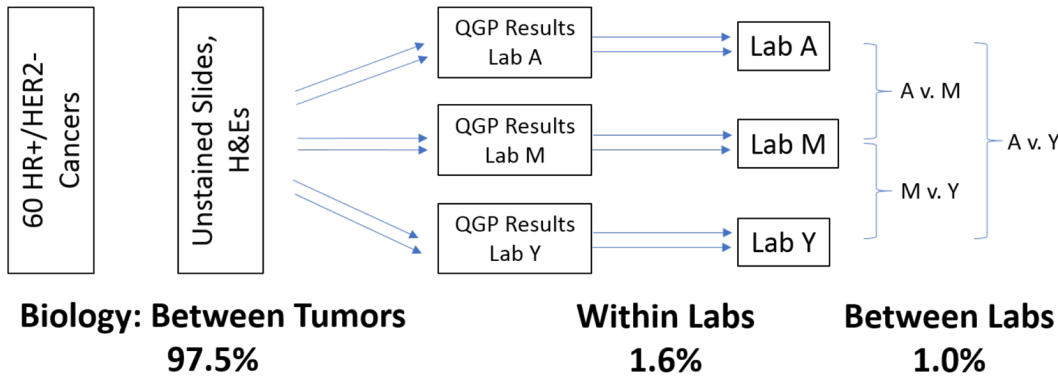 60 HR+/HER2-
Cancers
Unstained Slides,
H&Es
QGP Results
Lab A
QGP Results
Lab M
QGP Results
Lab Y
Lab A
Lab M
Lab Y
A v. M
M v. Y
A v. Y
Biology: Between Tumors
97.5%
Within Labs
1.6%
Between Labs
1.0%